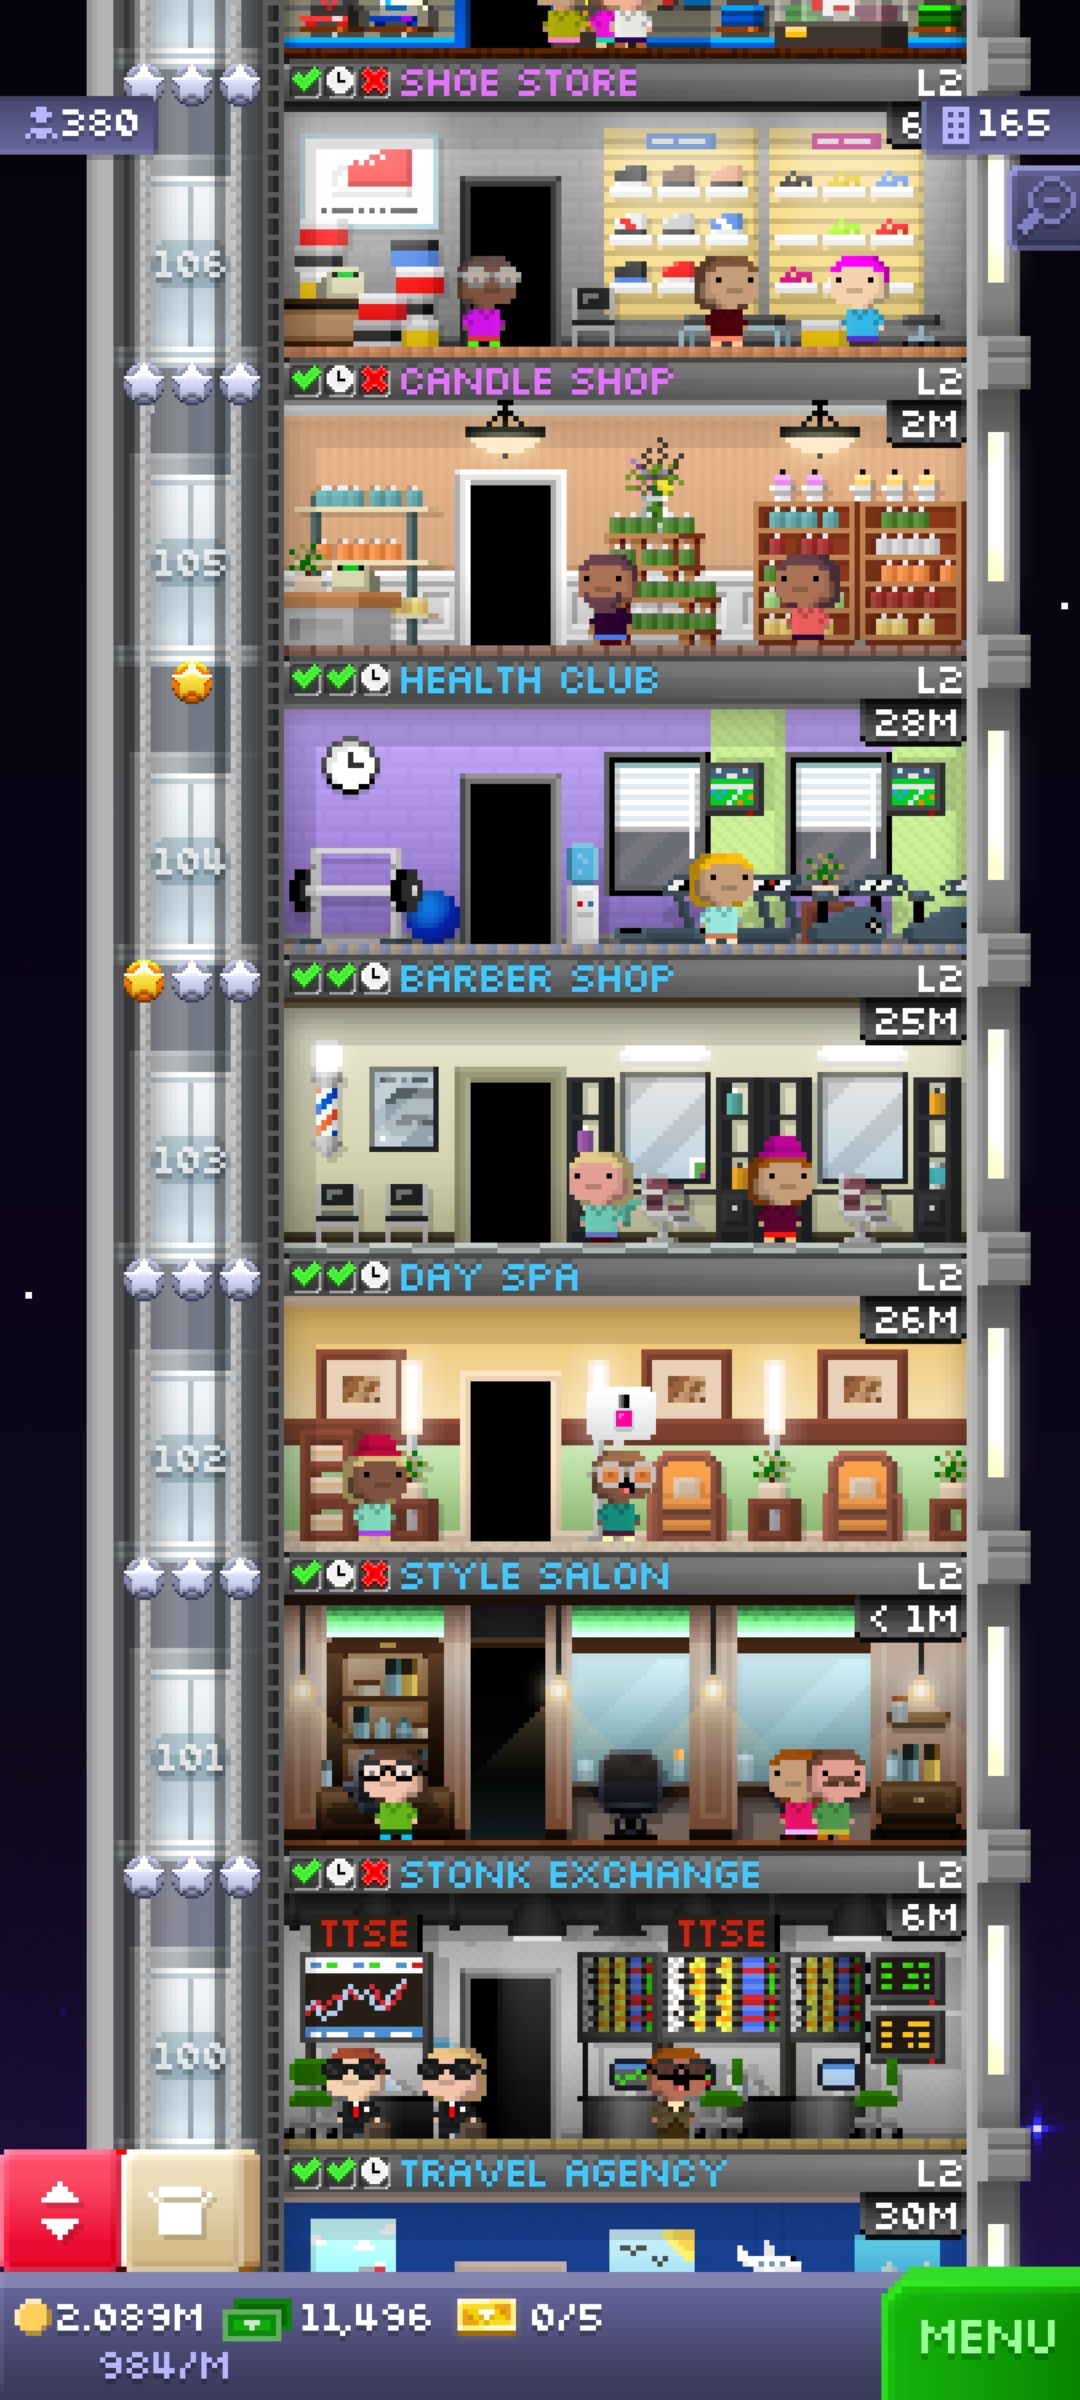 SHOE STORE L2
380
6
165
106
CANDLE SHOP L2
2M
105
HEALTH CLUB L2
28M
104
BARBER SHOP L2
25M
103
DAY SPA L2
26M
102
STYLE SALON L2
< 1M
101
STONK EXCHANGE L2
6M
TTSE TTSE
100
TRAVEL AGENCY L2
30M
2.089M 11,496 0/5
984/M
MENU